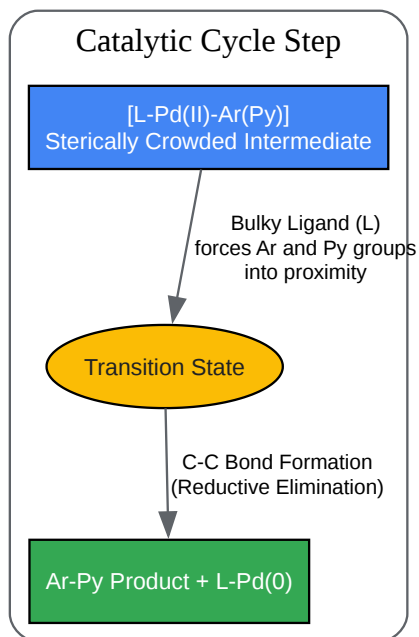 Catalytic Cycle Step
[L-Pd(II)-Ar(Py)]
Sterically Crowded Intermediate
Bulky Ligand (L)
forces Ar and Py groups
into proximity
Transition State
C-C Bond Formation
(Reductive Elimination)
Ar-Py Product + L-Pd(0)